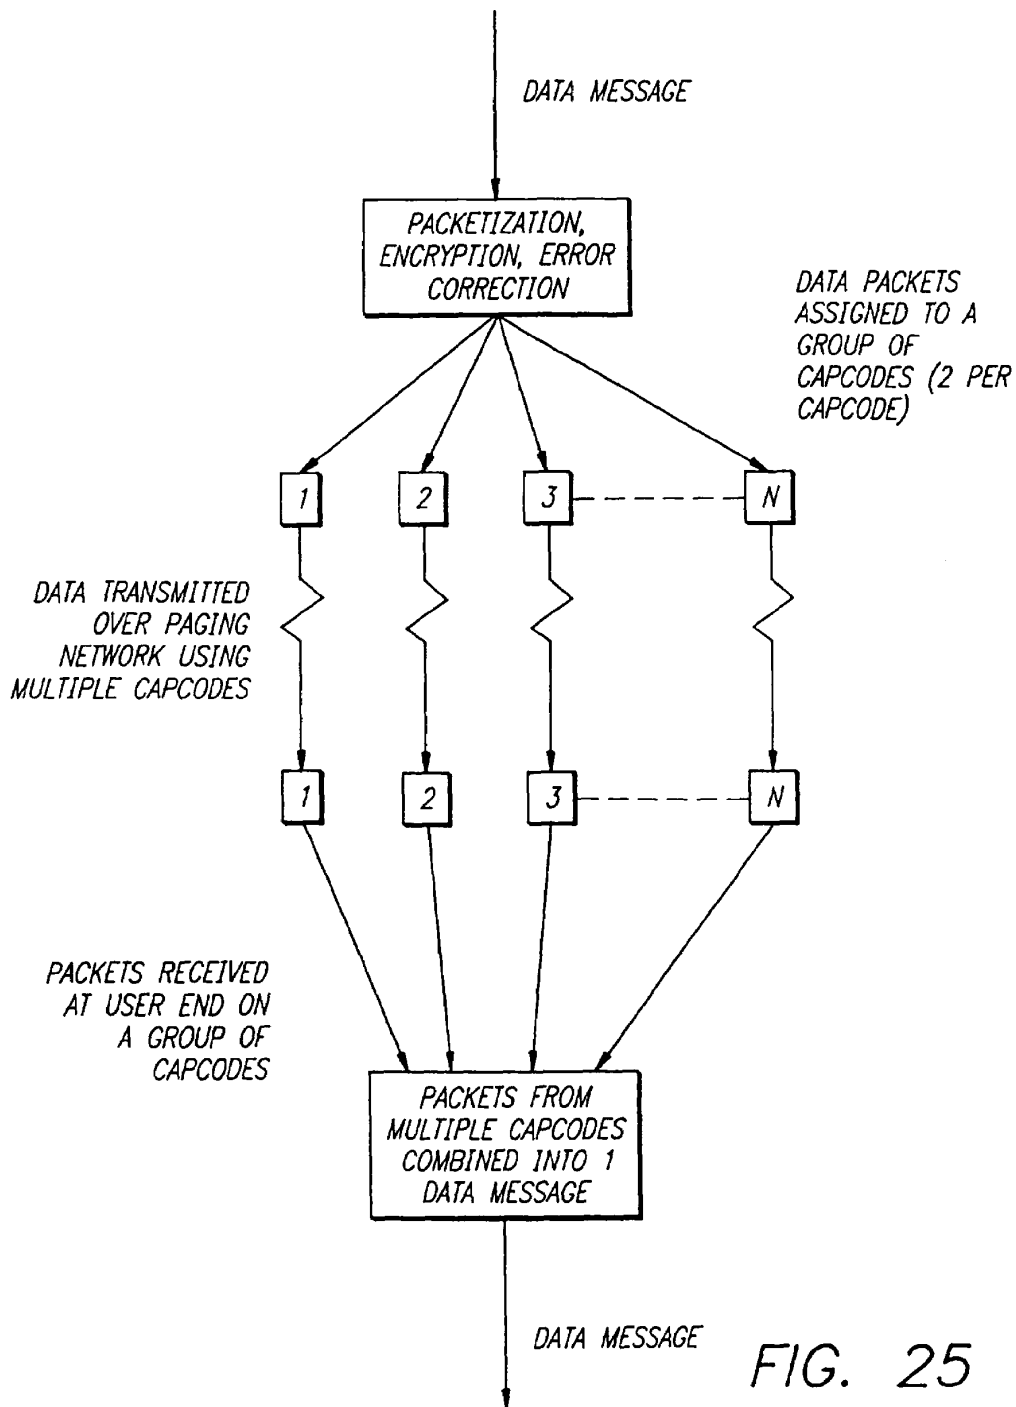 DATA MESSAGE
PACKETIZATION,
ENCRYPTION, ERROR
CORRECTION
DATA PACKETS
ASSIGNED TO A
GROUP OF
CAPCODES (2 PER
CAPCODE)
1
2
3
N
DATA TRANSMITTED
OVER PAGING
NETWORK USING
MULTIPLE CAPCODES
1
2
3
N
PACKETS RECEIVED
AT USER END ON
A GROUP OF
CAPCODES
PACKETS FROM
MULTIPLE CAPCODES
COMBINED INTO 1
DATA MESSAGE
DATA MESSAGE
FIG. 25